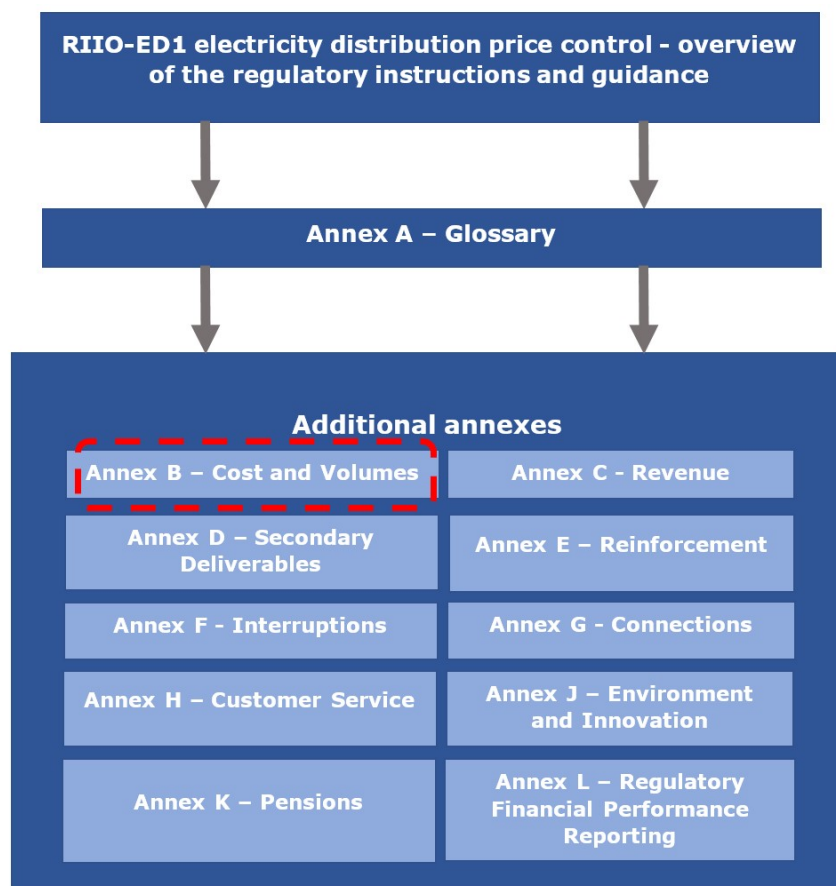 RIIO-ED1 electricity distribution price control - overview
of the regulatory instructions and guidance
Annex A – Glossary
Additional annexes
Annex B – Cost and Volumes
Annex C - Revenue
Annex D – Secondary
Deliverables
Annex E – Reinforcement
Annex F - Interruptions
Annex G - Connections
Annex H – Customer Service
Annex J – Environment
and Innovation
Annex K – Pensions
Annex L – Regulatory
Financial Performance
Reporting